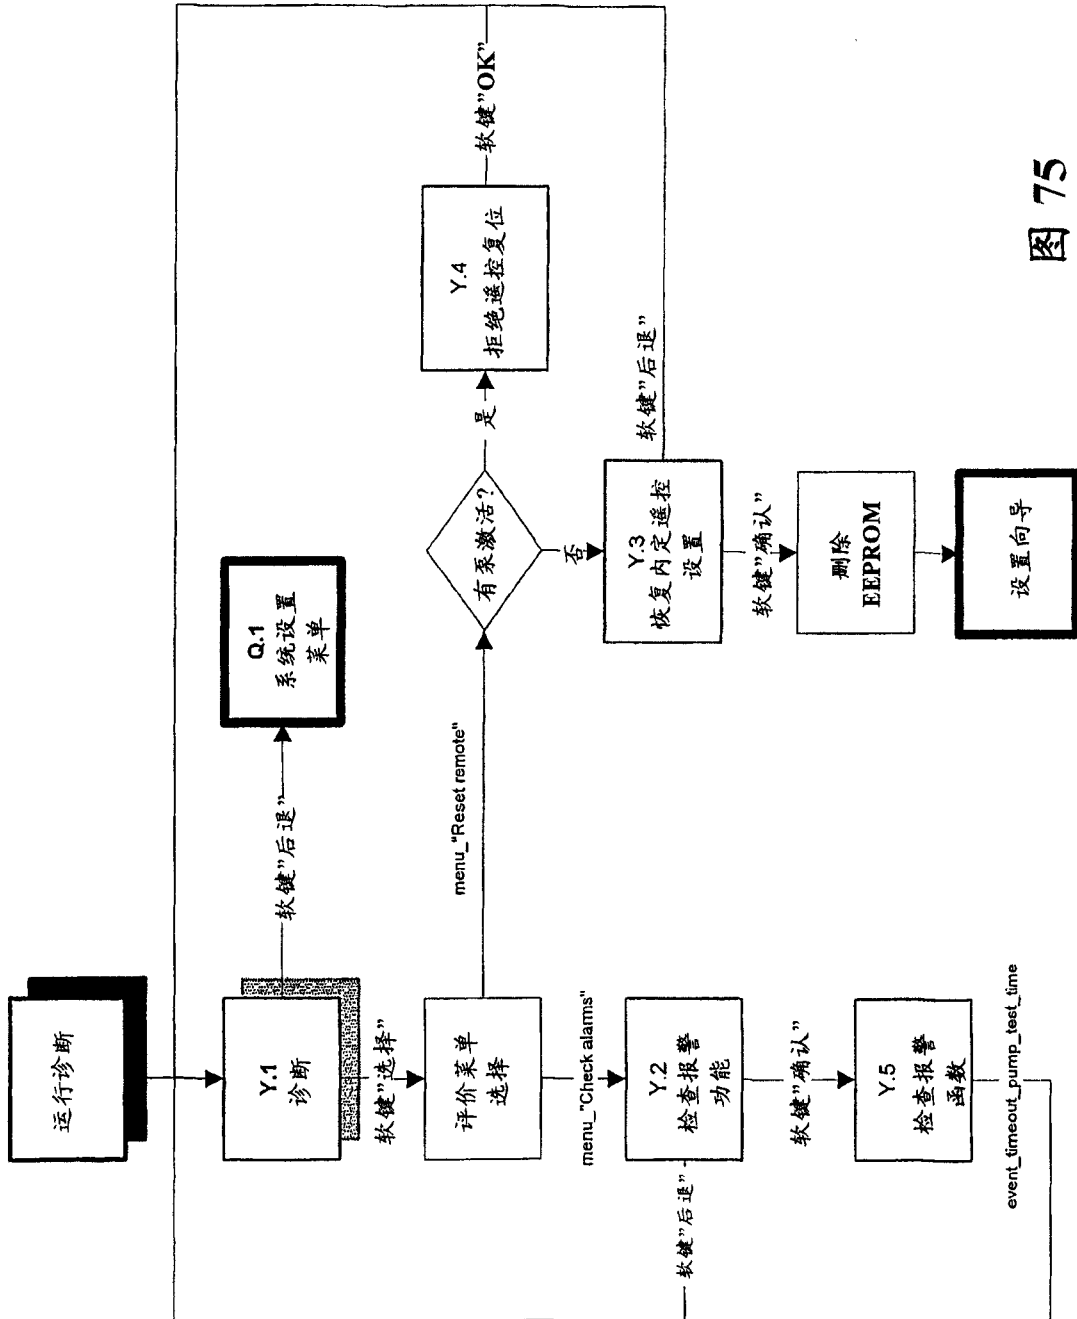 运行诊断
Y.1
诊断
软键”后退”
Q.1
系统设置
菜单
软键”选择”
评价菜单
选择
menu_"Reset remote"
有泵激活?
是
Y.4
拒绝遥控复位
软键”OK”
否
Y.3
恢复内定遥控
设置
软键”后退”
软键”确认”
删除
EEPROM
设置向导
menu_"Check alarms"
Y.2
检查报警
功能
软键”后退”
软键”确认”
Y.5
检查报警
函数
event_timeout_pump_test_time
图 75